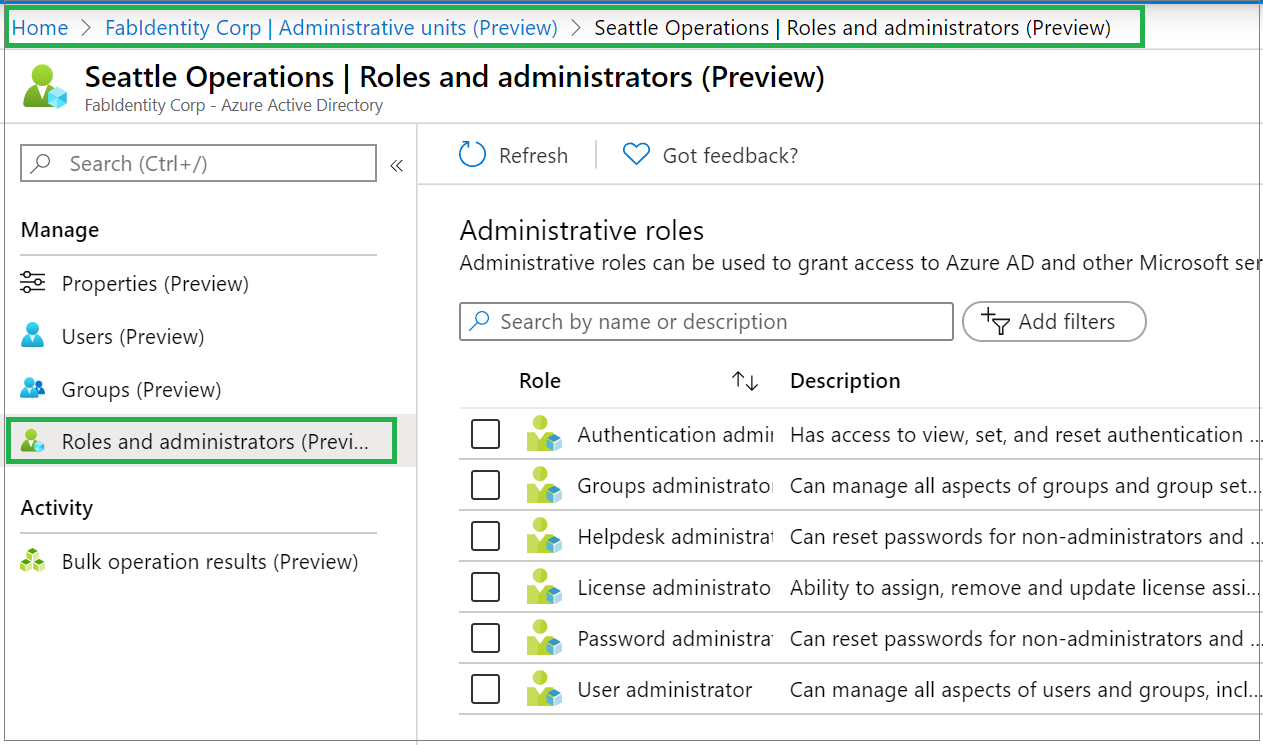 Home > FabIdentity Corp | Administrative units (Preview) > Seattle Operations | Roles and administrators (Preview)
Seattle Operations | Roles and administrators (Preview)
FabIdentity Corp - Azure Active Directory
Search (Ctrl+/)
«
Refresh
Got feedback?
Manage
Properties (Preview)
Users (Preview)
Groups (Preview)
Roles and administrators (Previ...
Activity
Bulk operation results (Preview)
Administrative roles
Administrative roles can be used to grant access to Azure AD and other Microsoft ser
Search by name or description
Add filters
Role Description
Authentication admin Has access to view, set, and reset authentication ...
Groups administrator Can manage all aspects of groups and group set...
Helpdesk administrat Can reset passwords for non-administrators and ...
License administrator Ability to assign, remove and update license assi...
Password administrat Can reset passwords for non-administrators and ...
User administrator Can manage all aspects of users and groups, incl...